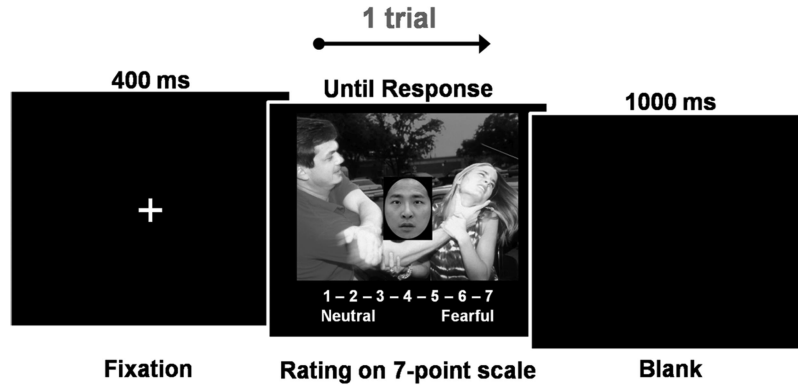 1 trial
400 ms
Until Response
1000 ms
1 – 2 – 3 – 4 – 5 – 6 – 7
Neutral Fearful
Fixation
Rating on 7-point scale
Blank